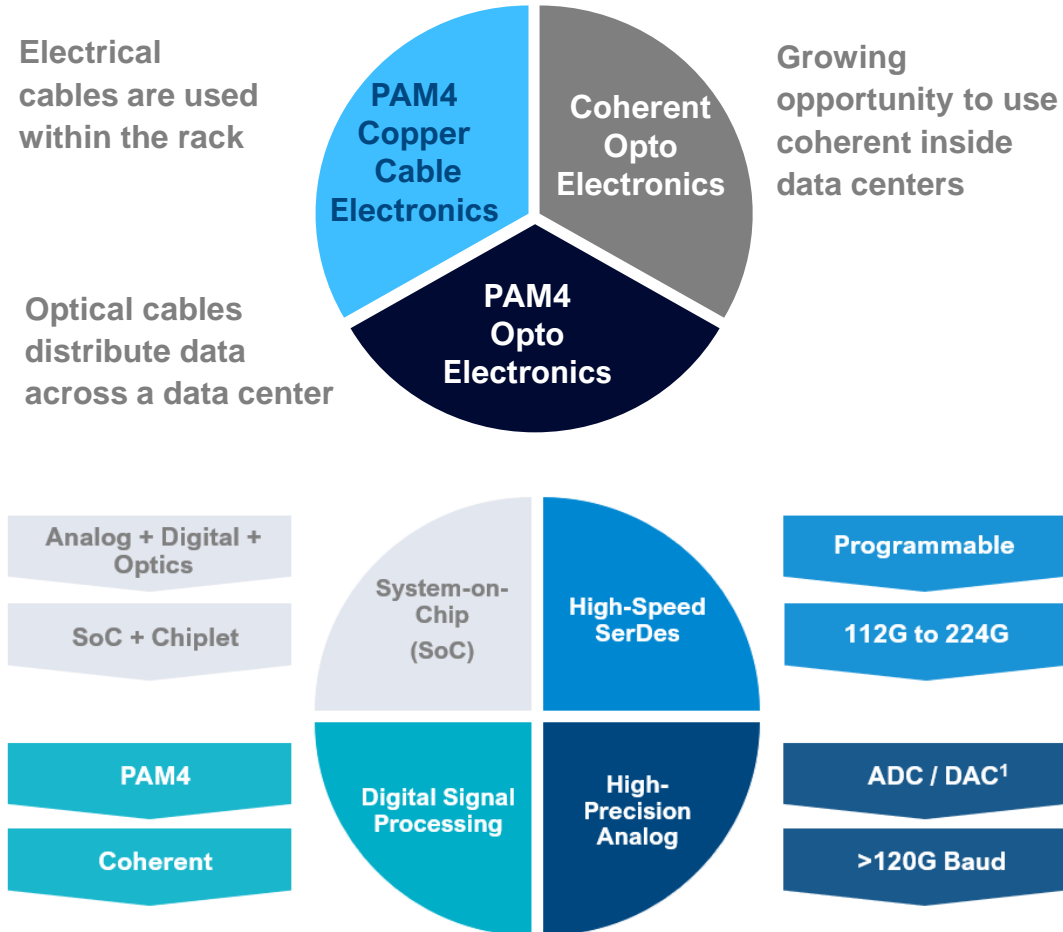 Electrical
cables are used
within the rack
PAM4
Copper
Cable
Electronics
Coherent
Opto
Electronics
Growing
opportunity to use
coherent inside
data centers
Optical cables
distribute data
across a data center
PAM4
Opto
Electronics
Analog + Digital +
Optics
SoC + Chiplet
System-on-
Chip
(SoC)
High-Speed
SerDes
Programmable
112G to 224G
PAM4
Coherent
Digital Signal
Processing
High-
Precision
Analog
ADC / DAC¹
>120G Baud